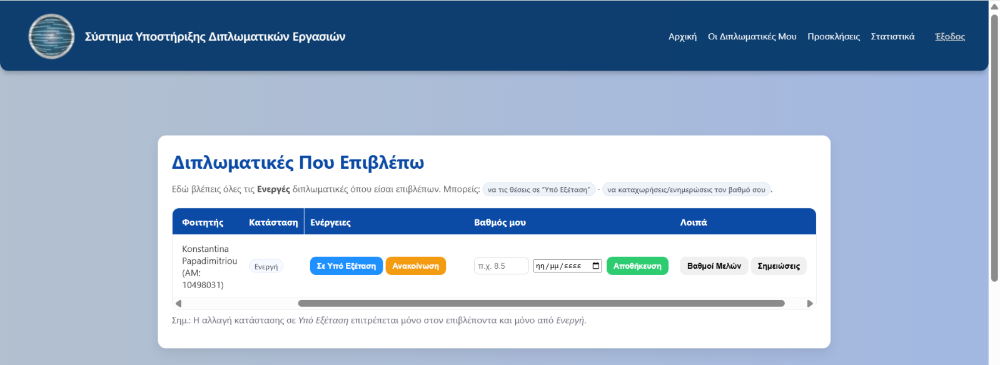 Σύστημα Υποστήριξης Διπλωματικών Εργασιών
Αρχική Οι Διπλωματικές Μου Προσκλήσεις Στατιστικά Έξοδος
Διπλωματικές Που Επιβλέπω
Εδώ βλέπεις όλες τις Ενεργές διπλωματικές όπου είσαι επιβλέπων. Μπορείς: να τις θέσεις σε “Υπό Εξέταση” · να καταχωρήσεις/ενημερώσεις τον βαθμό σου.
Φοιτητής Κατάσταση Ενέργειες Βαθμός μου Λοιπά
Konstantina
Papadimitriou
(AM:
10498031)
Ενεργή Σε Υπό Εξέταση Ανακοίνωση π.χ. 8.5 ηη/μμ/εεεε Αποθήκευση Βαθμοί Μελών Σημειώσεις
Σημ.: Η αλλαγή κατάστασης σε Υπό Εξέταση επιτρέπεται μόνο στον επιβλέποντα και μόνο από Ενεργή.